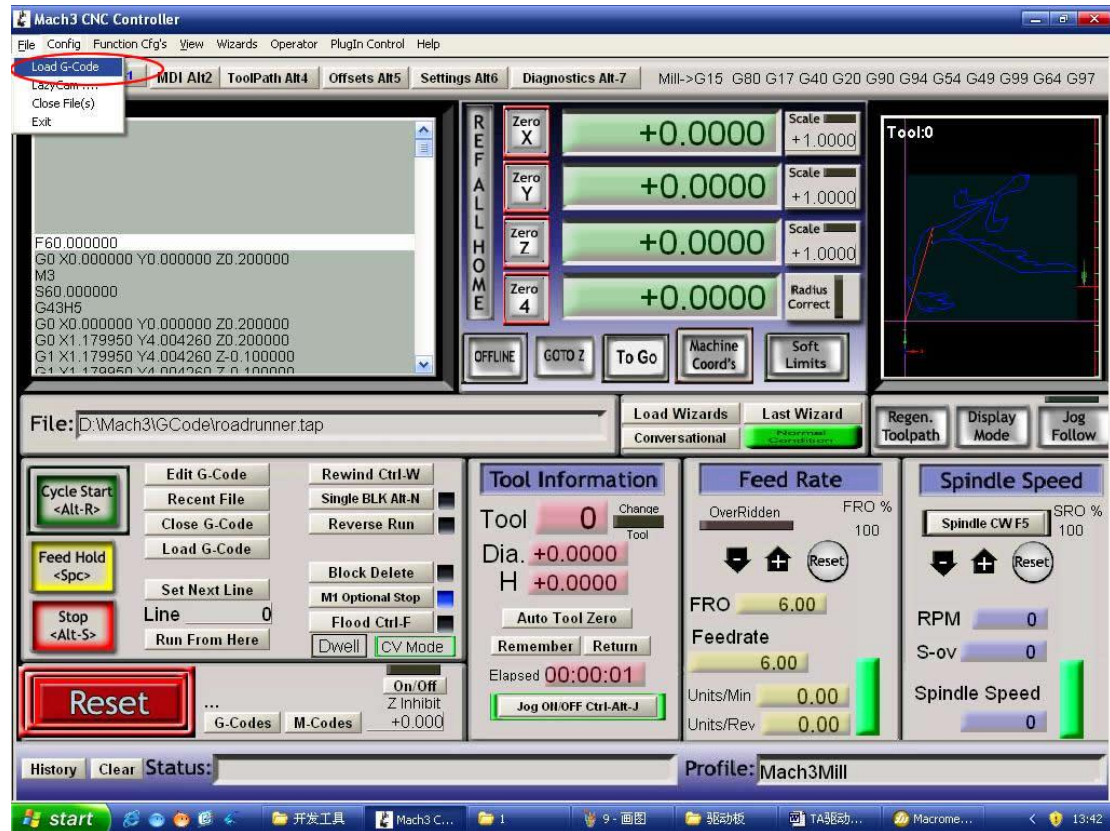 Mach3 CNC Controller
File Config Function Cfg's View Wizards Operator PlugIn Control Help
Load G-Code
LazyCam ....
Close File(s)
Exit
1 MDI Alt2 ToolPath Alt4 Offsets Alt5 Settings Alt6 Diagnostics Alt-7 Mill->G15 G80 G17 G40 G20 G90 G94 G54 G49 G99 G64 G97
F60.000000
G0 X0.000000 Y0.000000 Z0.200000
M3
S60.000000
G43H5
G0 X0.000000 Y0.000000 Z0.200000
G0 X1.179950 Y4.004260 Z0.200000
G1 X1.179950 Y4.004260 Z-0.100000
REF ALL HOME
Zero X +0.0000 Scale +1.0000
Zero Y +0.0000 Scale +1.0000
Zero Z +0.0000 Scale +1.0000
Zero 4 +0.0000 Radius Correct
OFFLINE GOTO Z To Go Machine Coord's Soft Limits
Tool:0
File: D:\Mach3\GCode\roadrunner.tap
Load Wizards Last Wizard
Conversational Normal Condition
Regen. Toolpath Display Mode Jog Follow
Cycle Start <Alt-R>
Feed Hold <Spc>
Stop <Alt-S>
Edit G-Code
Recent File
Close G-Code
Load G-Code
Set Next Line
Line 0
Run From Here
Rewind Ctrl-W
Single BLK Alt-N
Reverse Run
Block Delete
M1 Optional Stop
Flood Ctrl-F
Dwell CV Mode
Reset
...
G-Codes M-Codes
On/Off
Z Inhibit
+0.000
Tool Information
Tool 0 Change Tool
Dia. +0.0000
H +0.0000
Auto Tool Zero
Remember Return
Elapsed 00:00:01
Jog ON/OFF Ctrl-Alt-J
Feed Rate
OverRidden FRO %
100
Reset
FRO 6.00
Feedrate
6.00
Units/Min 0.00
Units/Rev 0.00
Spindle Speed
Spindle CW F5 SRO %
100
Reset
RPM 0
S-ov 0
Spindle Speed
0
History Clear Status:
Profile: Mach3Mill
start 开发工具 Mach3 C... 1 9 - 画图 驱动板 TA驱动... Macrome... 13:42